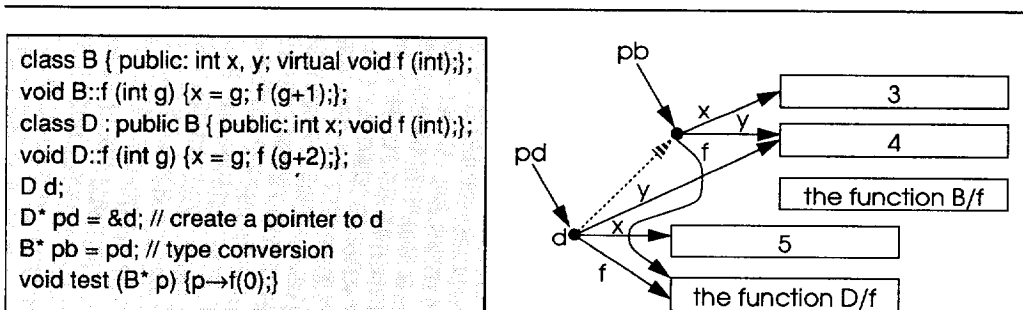 class B { public: int x, y; virtual void f (int);};
void B::f (int g) {x = g; f (g+1);};
class D : public B { public: int x; void f (int);};
void D::f (int g) {x = g; f (g+2);};
D d;
D* pd = &d; // create a pointer to d
B* pb = pd; // type conversion
void test (B* p) {p→f(0);}
pb
x
3
y
4
f
pd
y
the function B/f
d
x
5
f
the function D/f